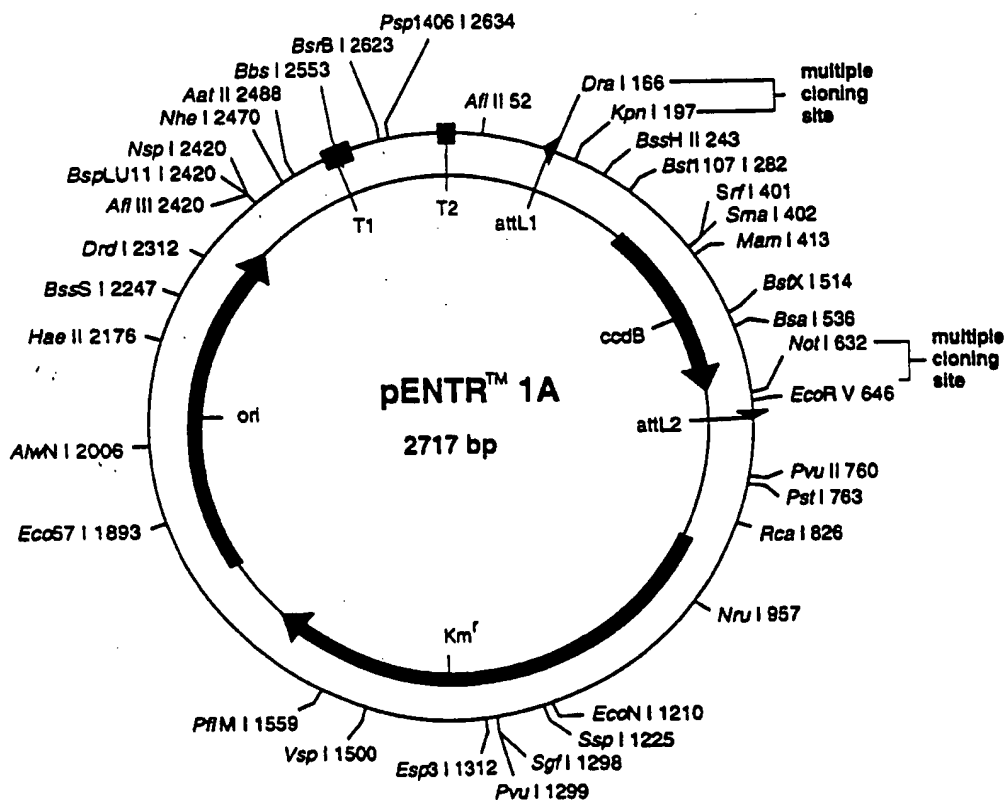 Psp1406 I 2634
BsrB I 2623
Bbs I 2553
Aat II 2488
Nhe I 2470
Nsp I 2420
BspLU11 I 2420
Afl III 2420
Drd I 2312
BssS I 2247
Hae II 2176
AlwN I 2006
Eco57 I 1893
PflM I 1559
Vsp I 1500
Esp3 I 1312
Pvu I 1299
Sgf I 1298
Ssp I 1225
EcoN I 1210
Nru I 957
Rca I 826
Pst I 763
Pvu II 760
EcoR V 646
Not I 632
multiple
cloning
site
Bsa I 536
BstX I 514
Mam I 413
Sma I 402
Srf I 401
Bst1107 I 282
BssH II 243
Kpn I 197
Dra I 166
multiple
cloning
site
Afl II 52
T1
T2
attL1
ccdB
attL2
Kmr
ori
pENTR™ 1A
2717 bp